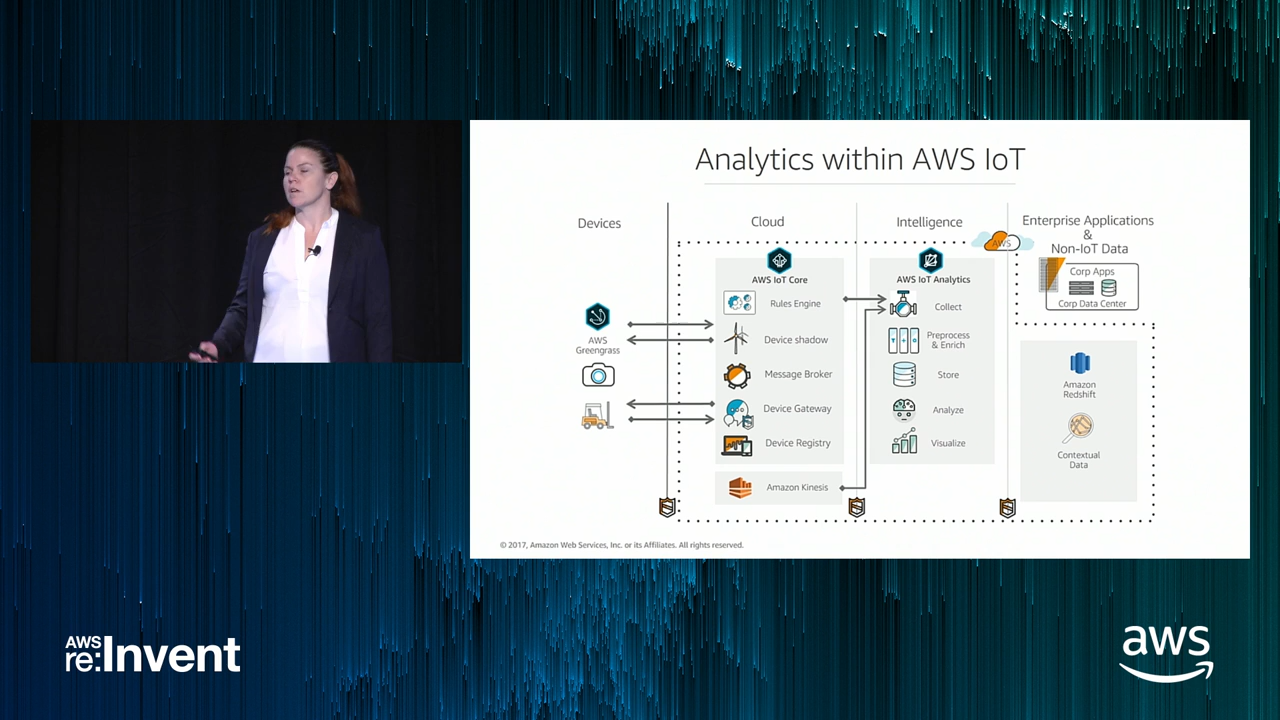 Analytics within AWS IoT
Devices
Cloud
Intelligence
Enterprise Applications
&
Non-IoT Data
AWS
AWS IoT Core
AWS IoT Analytics
Corp Apps
Corp Data Center
Rules Engine
Collect
AWS
Greengrass
Device shadow
Preprocess
& Enrich
Message Broker
Store
Amazon
Redshift
Device Gateway
Analyze
Device Registry
Visualize
Contextual
Data
Amazon Kinesis
© 2017, Amazon Web Services, Inc. or its Affiliates. All rights reserved.
AWS
re:Invent
aws